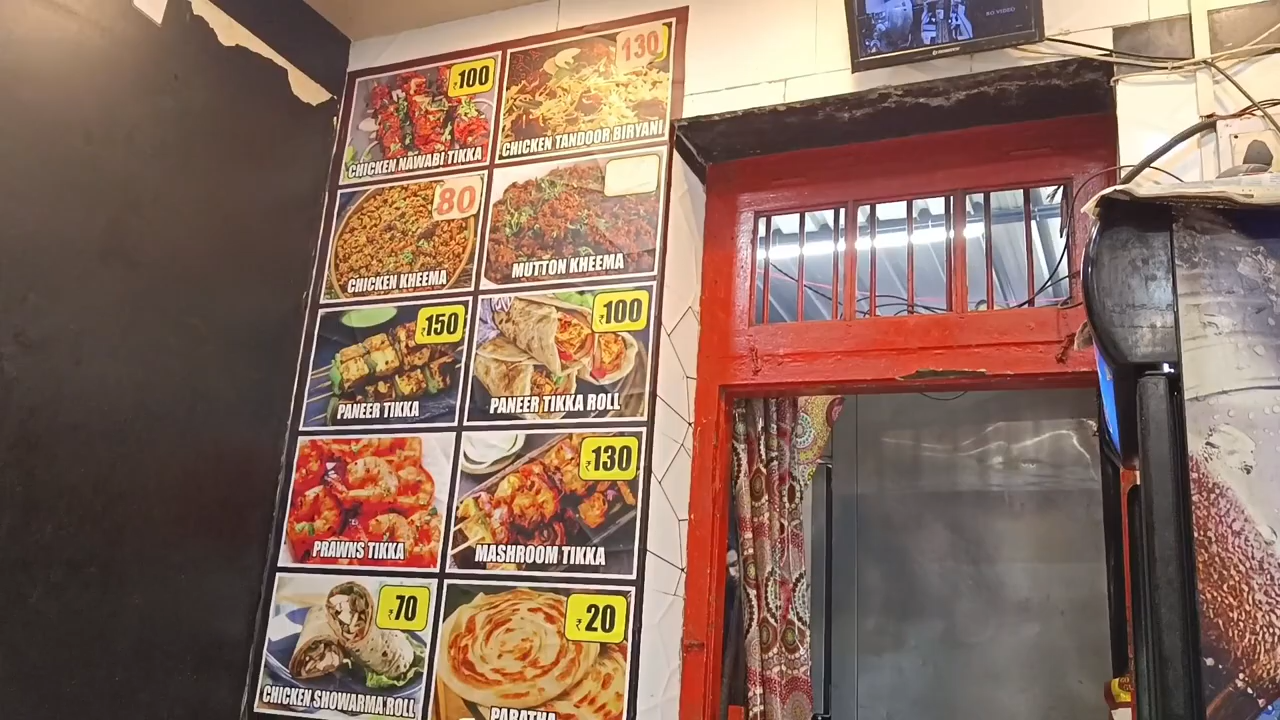 ₹100
CHICKEN NAWABI TIKKA
130
CHICKEN TANDOOR BIRYANI
80
CHICKEN KHEEMA
MUTTON KHEEMA
₹150
PANEER TIKKA
₹100
PANEER TIKKA ROLL
PRAWNS TIKKA
₹130
MASHROOM TIKKA
₹70
CHICKEN SHOWARMA ROLL
₹20
PARATHA